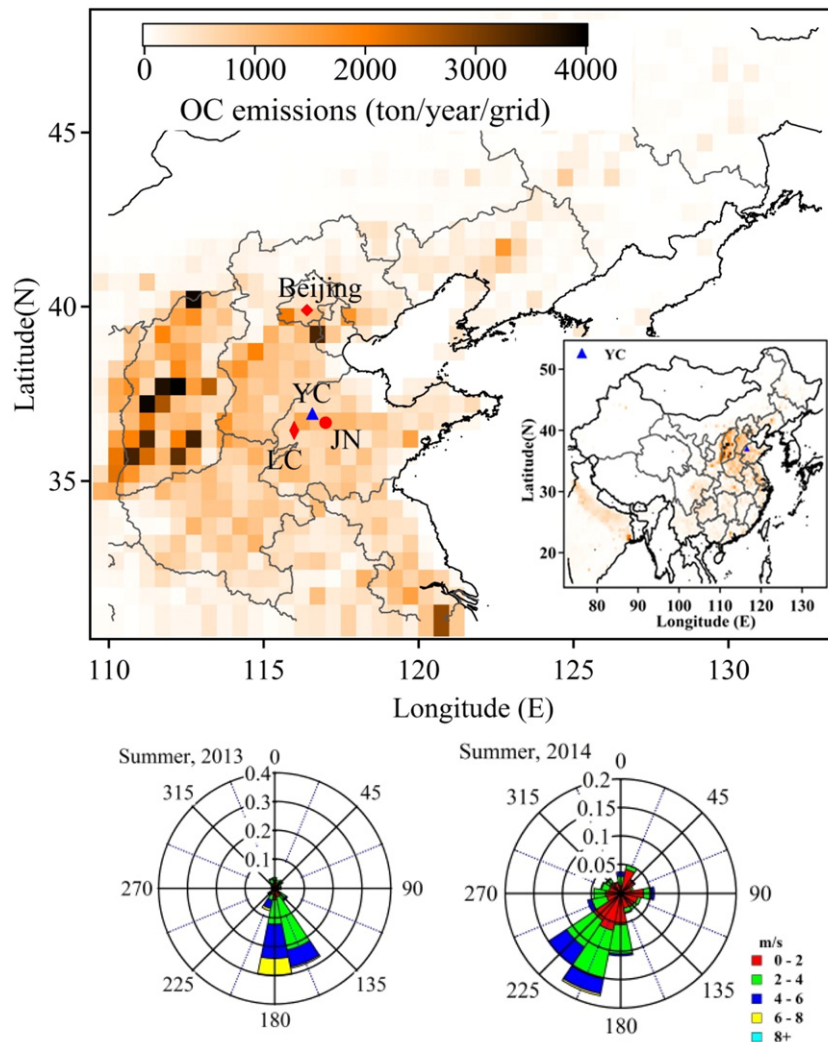 0 1000 2000 3000 4000
OC emissions (ton/year/grid)
45
40
35
Latitude(N)
Beijing
YC
JN
LC
YC
50
40
30
20
Latitude(N)
80 90 100 110 120 130
Longitude (E)
110 115 120 125 130
Longitude (E)
Summer, 2013
0
45
90
135
180
225
270
315
0.4
0.3
0.2
0.1
Summer, 2014
0
45
90
135
180
225
270
315
0.2
0.15
0.1
0.05
m/s
0 - 2
2 - 4
4 - 6
6 - 8
8+